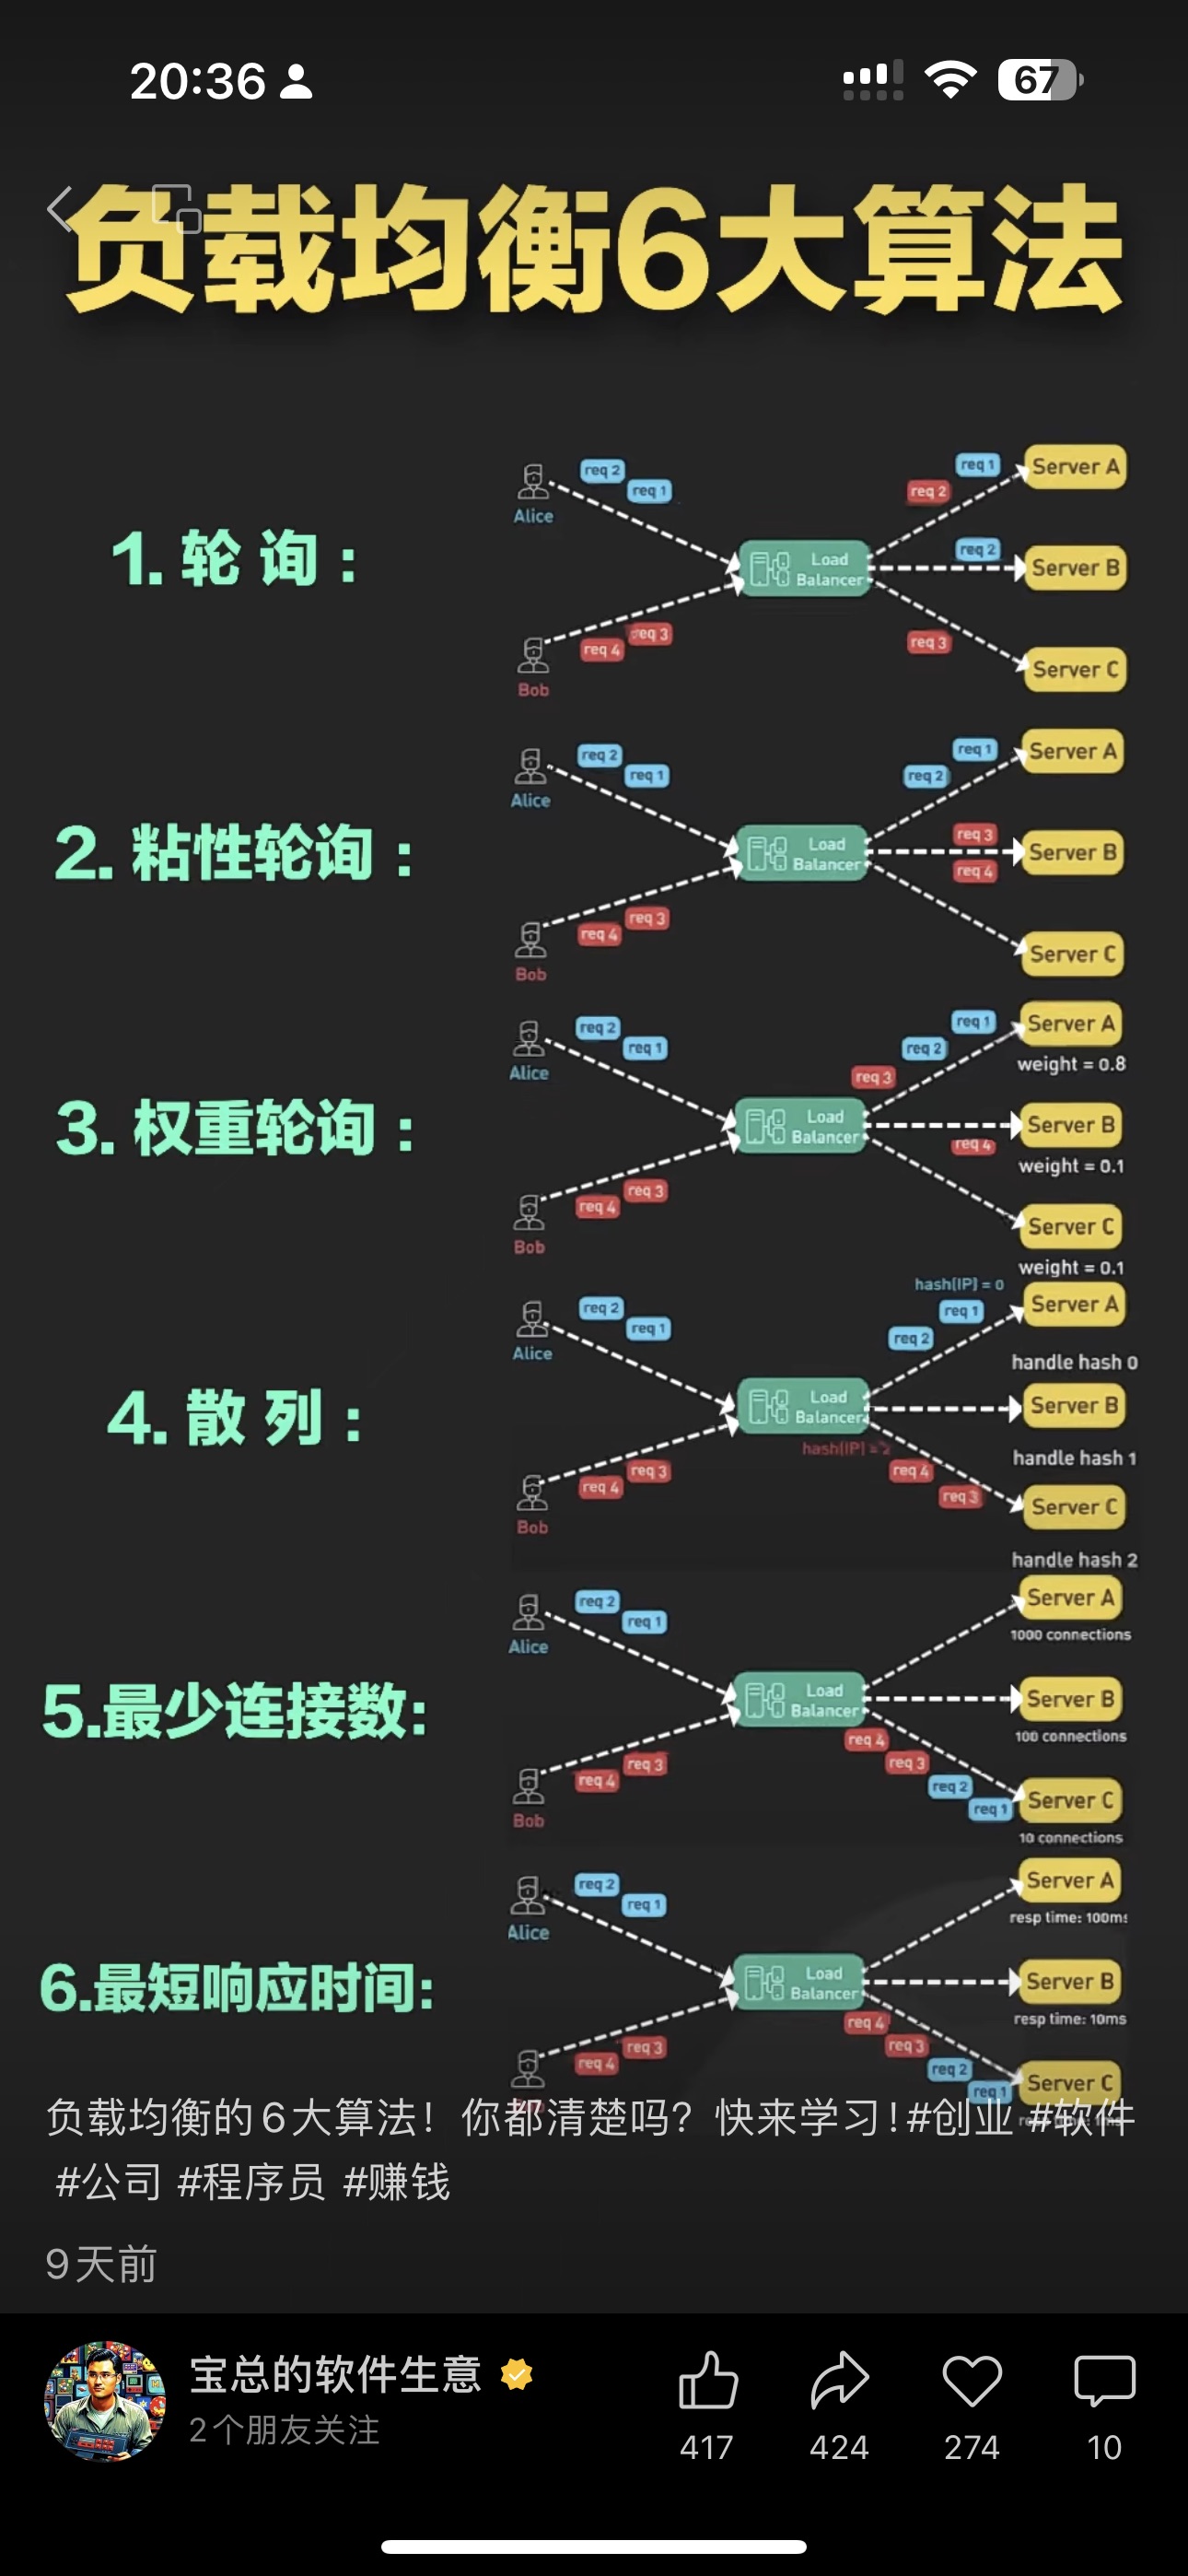 20:36
67
负载均衡6大算法
1. 轮 询 :
req 2
req 1
Alice
req 4
req 3
Bob
Load
Balancer
req 1
req 2
Server A
req 2
Server B
req 3
Server C
2. 粘性轮询 :
req 2
req 1
Alice
req 4
req 3
Bob
Load
Balancer
req 1
req 2
Server A
req 3
req 4
Server B
Server C
3. 权重轮询 :
req 2
req 1
Alice
req 4
req 3
Bob
Load
Balancer
req 1
req 2
req 3
Server A
weight = 0.8
req 4
Server B
weight = 0.1
Server C
weight = 0.1
4. 散 列 :
req 2
req 1
Alice
req 4
req 3
Bob
Load
Balancer
hash(IP) = 0
req 1
req 2
Server A
handle hash 0
Server B
handle hash 1
hash(IP) = 2
req 4
req 3
Server C
handle hash 2
5.最少连接数:
req 2
req 1
Alice
req 4
req 3
Bob
Load
Balancer
Server A
1000 connections
Server B
100 connections
req 4
req 3
req 2
req 1
Server C
10 connections
6.最短响应时间:
req 2
req 1
Alice
req 4
req 3
Load
Balancer
Server A
resp time: 100ms
Server B
resp time: 10ms
req 4
req 3
req 2
req 1
Server C
负载均衡的6大算法！你都清楚吗？快来学习！#创业 #软件
#公司 #程序员 #赚钱
9天前
宝总的软件生意
2个朋友关注
417
424
274
10